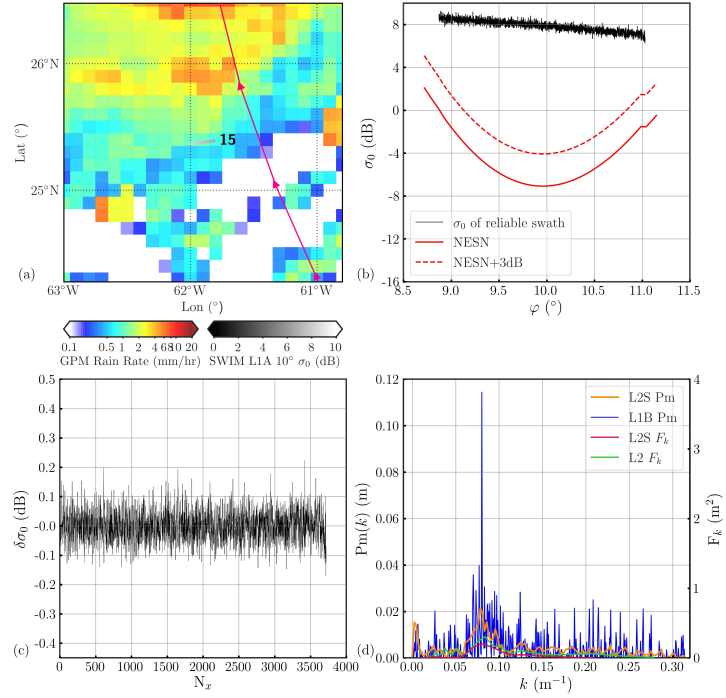 26°N
25°N
Lat (°)
15
(a)
63°W
62°W
61°W
Lon (°)
0.1
0.5
1
2
4
6
8
10
20
GPM Rain Rate (mm/hr)
0
2
4
6
8
10
SWIM L1A 10° σ₀ (dB)
8
4
0
-4
-8
-12
-16
σ₀ (dB)
σ₀ of reliable swath
NESN
NESN+3dB
(b)
8.5
9.0
9.5
10.0
10.5
11.0
11.5
φ (°)
0.5
0.4
0.3
0.2
0.1
-0.0
-0.1
-0.2
-0.3
-0.4
δσ₀ (dB)
(c)
0
500
1000
1500
2000
2500
3000
3500
4000
Nₓ
0.12
0.10
0.08
0.06
0.04
0.02
0.00
Pm(k) (m)
L2S Pm
L1B Pm
L2S Fₖ
L2 Fₖ
4
3
2
1
0
Fₖ (m²)
(d)
0.00
0.05
0.10
0.15
0.20
0.25
0.30
k (m⁻¹)